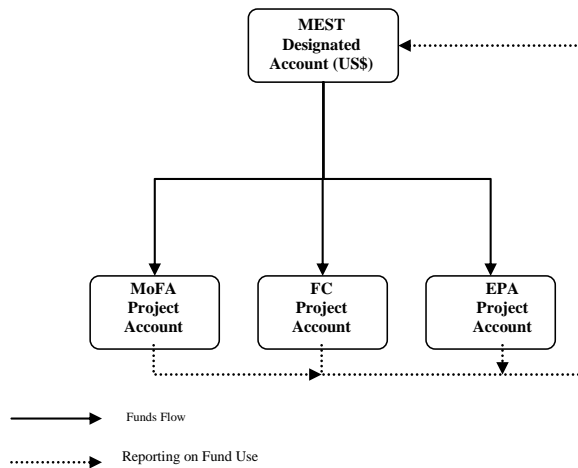 MEST
Designated
Account (US$)
MoFA
Project
Account
FC
Project
Account
EPA
Project
Account
Funds Flow
Reporting on Fund Use